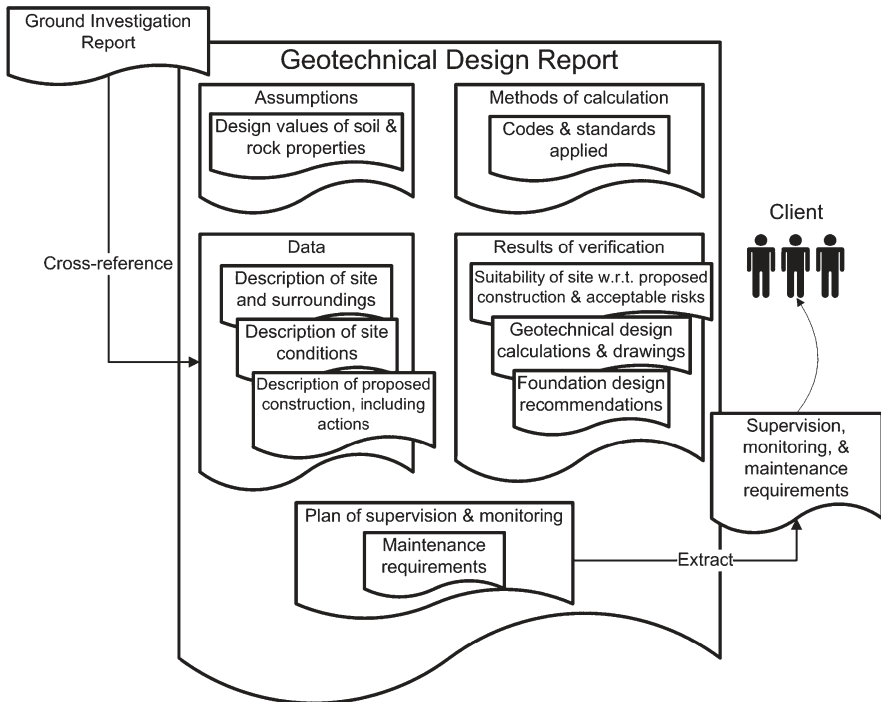 Ground Investigation
Report
Geotechnical Design Report
Assumptions
Design values of soil &
rock properties
Methods of calculation
Codes & standards
applied
Cross-reference
Data
Description of site
and surroundings
Description of site
conditions
Description of proposed
construction, including
actions
Results of verification
Suitability of site w.r.t. proposed
construction & acceptable risks
Geotechnical design
calculations & drawings
Foundation design
recommendations
Client
Supervision,
monitoring, &
maintenance
requirements
Plan of supervision & monitoring
Maintenance
requirements
Extract